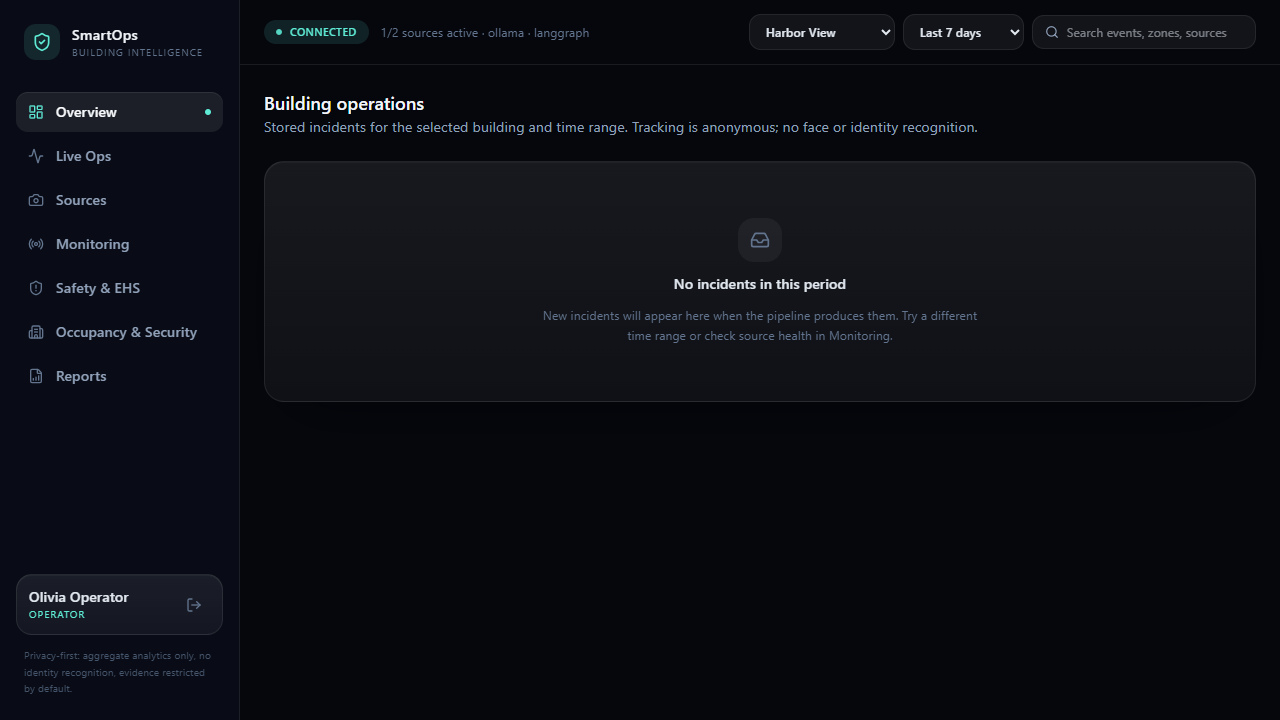 SmartOps
BUILDING INTELLIGENCE
CONNECTED
1/2 sources active · ollama · langgraph
Harbor View
Last 7 days
Search events, zones, sources
Overview
Live Ops
Sources
Monitoring
Safety & EHS
Occupancy & Security
Reports
Building operations
Stored incidents for the selected building and time range. Tracking is anonymous; no face or identity recognition.
No incidents in this period
New incidents will appear here when the pipeline produces them. Try a different
time range or check source health in Monitoring.
Olivia Operator
OPERATOR
Privacy-first: aggregate analytics only, no
identity recognition, evidence restricted
by default.